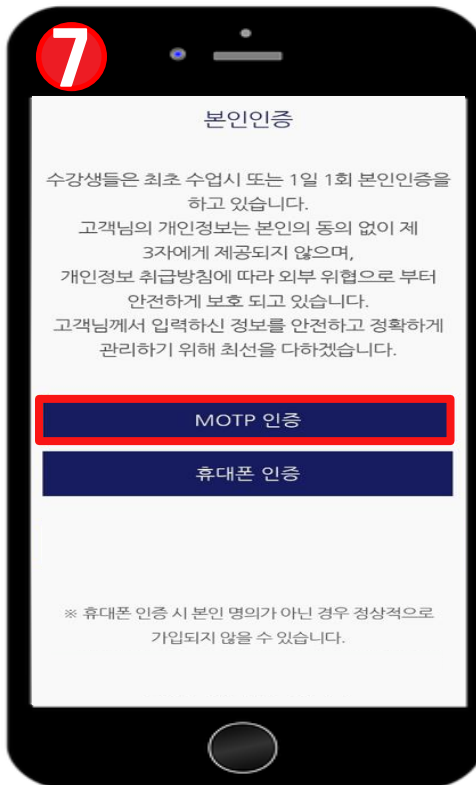 7
본인인증
수강생들은 최초 수업시 또는 1일 1회 본인인증을
하고 있습니다.
고객님의 개인정보는 본인의 동의 없이 제
3자에게 제공되지 않으며,
개인정보 취급방침에 따라 외부 위협으로 부터
안전하게 보호 되고 있습니다.
고객님께서 입력하신 정보를 안전하고 정확하게
관리하기 위해 최선을 다하겠습니다.
MOTP 인증
휴대폰 인증
※ 휴대폰 인증 시 본인 명의가 아닌 경우 정상적으로
가입되지 않을 수 있습니다.